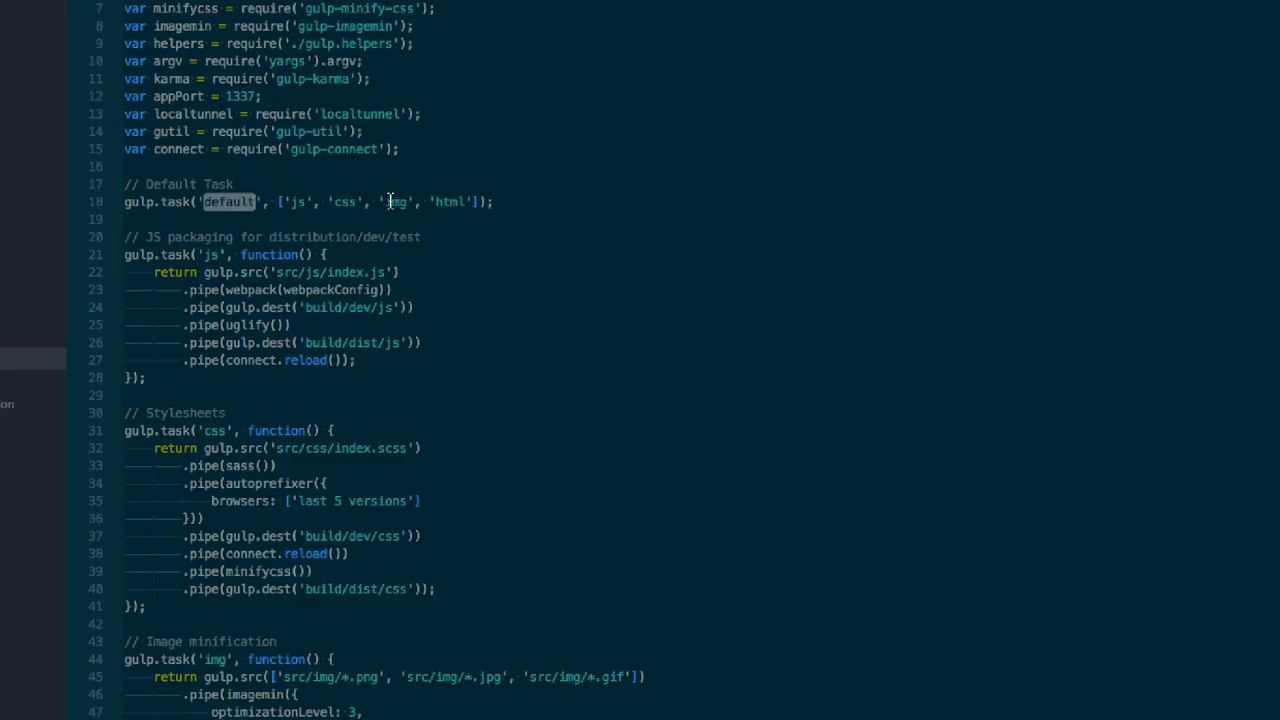 7 var minifycss = require('gulp-minify-css');
8 var imagemin = require('gulp-imagemin');
9 var helpers = require('./gulp.helpers');
10 var argv = require('yargs').argv;
11 var karma = require('gulp-karma');
12 var appPort = 1337;
13 var localtunnel = require('localtunnel');
14 var gutil = require('gulp-util');
15 var connect = require('gulp-connect');
16
17 // Default Task
18 gulp.task('default', ['js', 'css', 'img', 'html']);
19
20 // JS packaging for distribution/dev/test
21 gulp.task('js', function() {
22 return gulp.src('src/js/index.js')
23 .pipe(webpack(webpackConfig))
24 .pipe(gulp.dest('build/dev/js'))
25 .pipe(uglify())
26 .pipe(gulp.dest('build/dist/js'))
27 .pipe(connect.reload());
28 });
29
on
30 // Stylesheets
31 gulp.task('css', function() {
32 return gulp.src('src/css/index.scss')
33 .pipe(sass())
34 .pipe(autoprefixer({
35 browsers: ['last 5 versions']
36 }))
37 .pipe(gulp.dest('build/dev/css'))
38 .pipe(connect.reload())
39 .pipe(minifycss())
40 .pipe(gulp.dest('build/dist/css'));
41 });
42
43 // Image minification
44 gulp.task('img', function() {
45 return gulp.src(['src/img/*.png', 'src/img/*.jpg', 'src/img/*.gif'])
46 .pipe(imagemin({
47 optimizationLevel: 3,